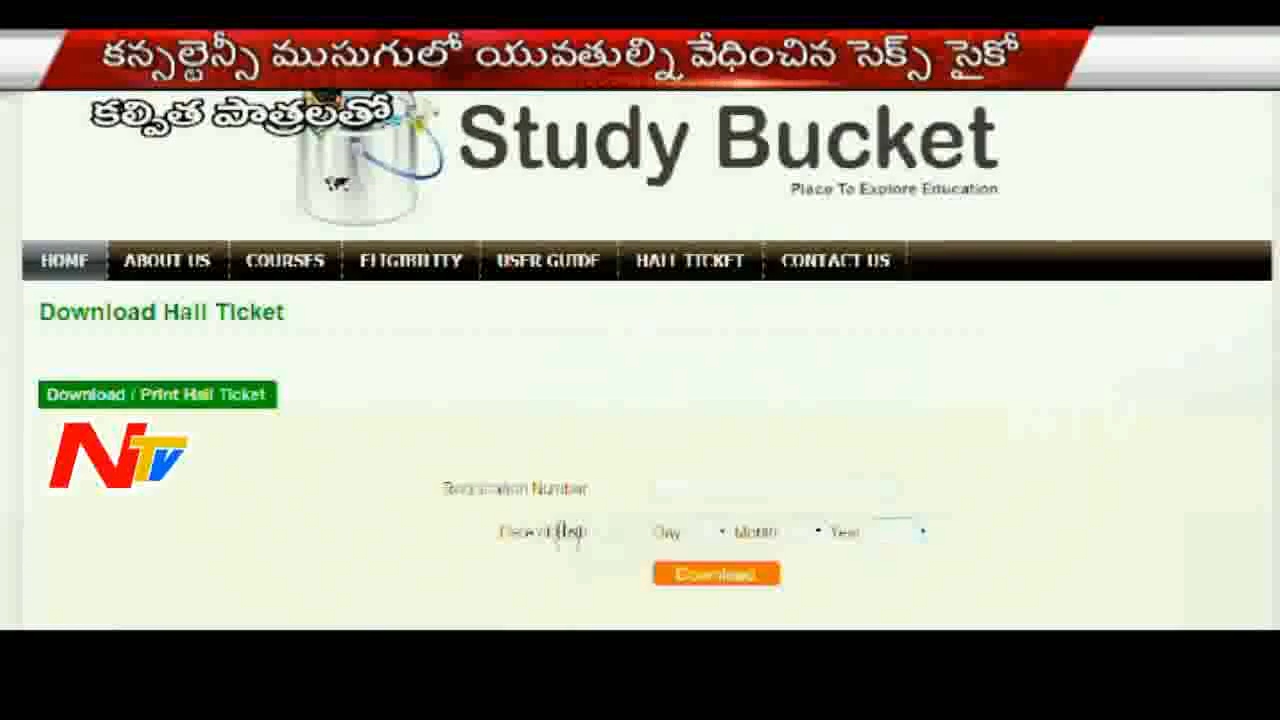 కన్సల్టెన్సీ ముసుగులో యువతుల్ని వేధించిన సెక్స్ సైకో
కల్పిత పాత్రలతో
Study Bucket
Place To Explore Education
HOME ABOUT US COURSES ELIGIBILITY USER GUIDE HALL TICKET CONTACT US
Download Hall Ticket
Download / Print Hall Ticket
NTV
Registration Number
Day Month Year
Download